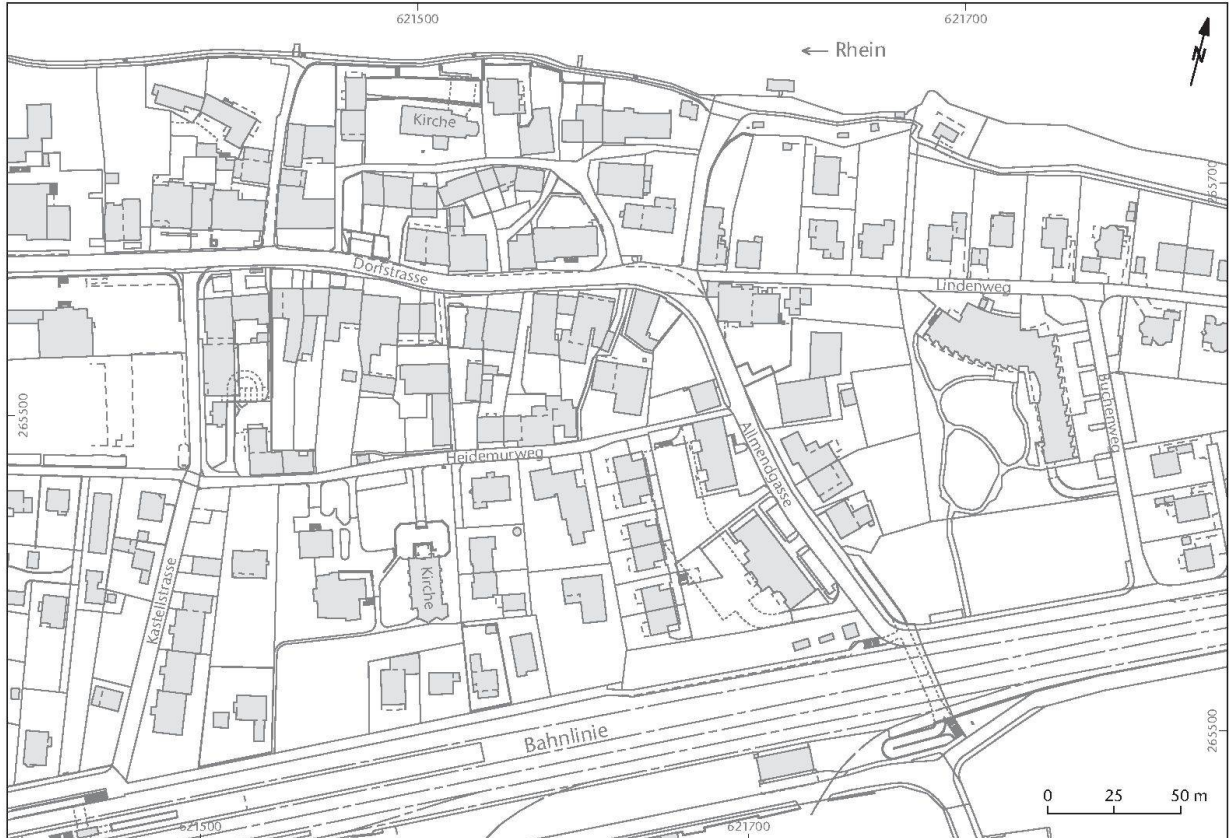 621500
621700
N
← Rhein
Kirche
265700
Dorfstrasse
Lindenweg
265500
Buchenweg
Allmendgasse
Heidemurweg
Kirche
Kastellstrasse
Bahnlinie
265500
0 25 50 m
621500
621700